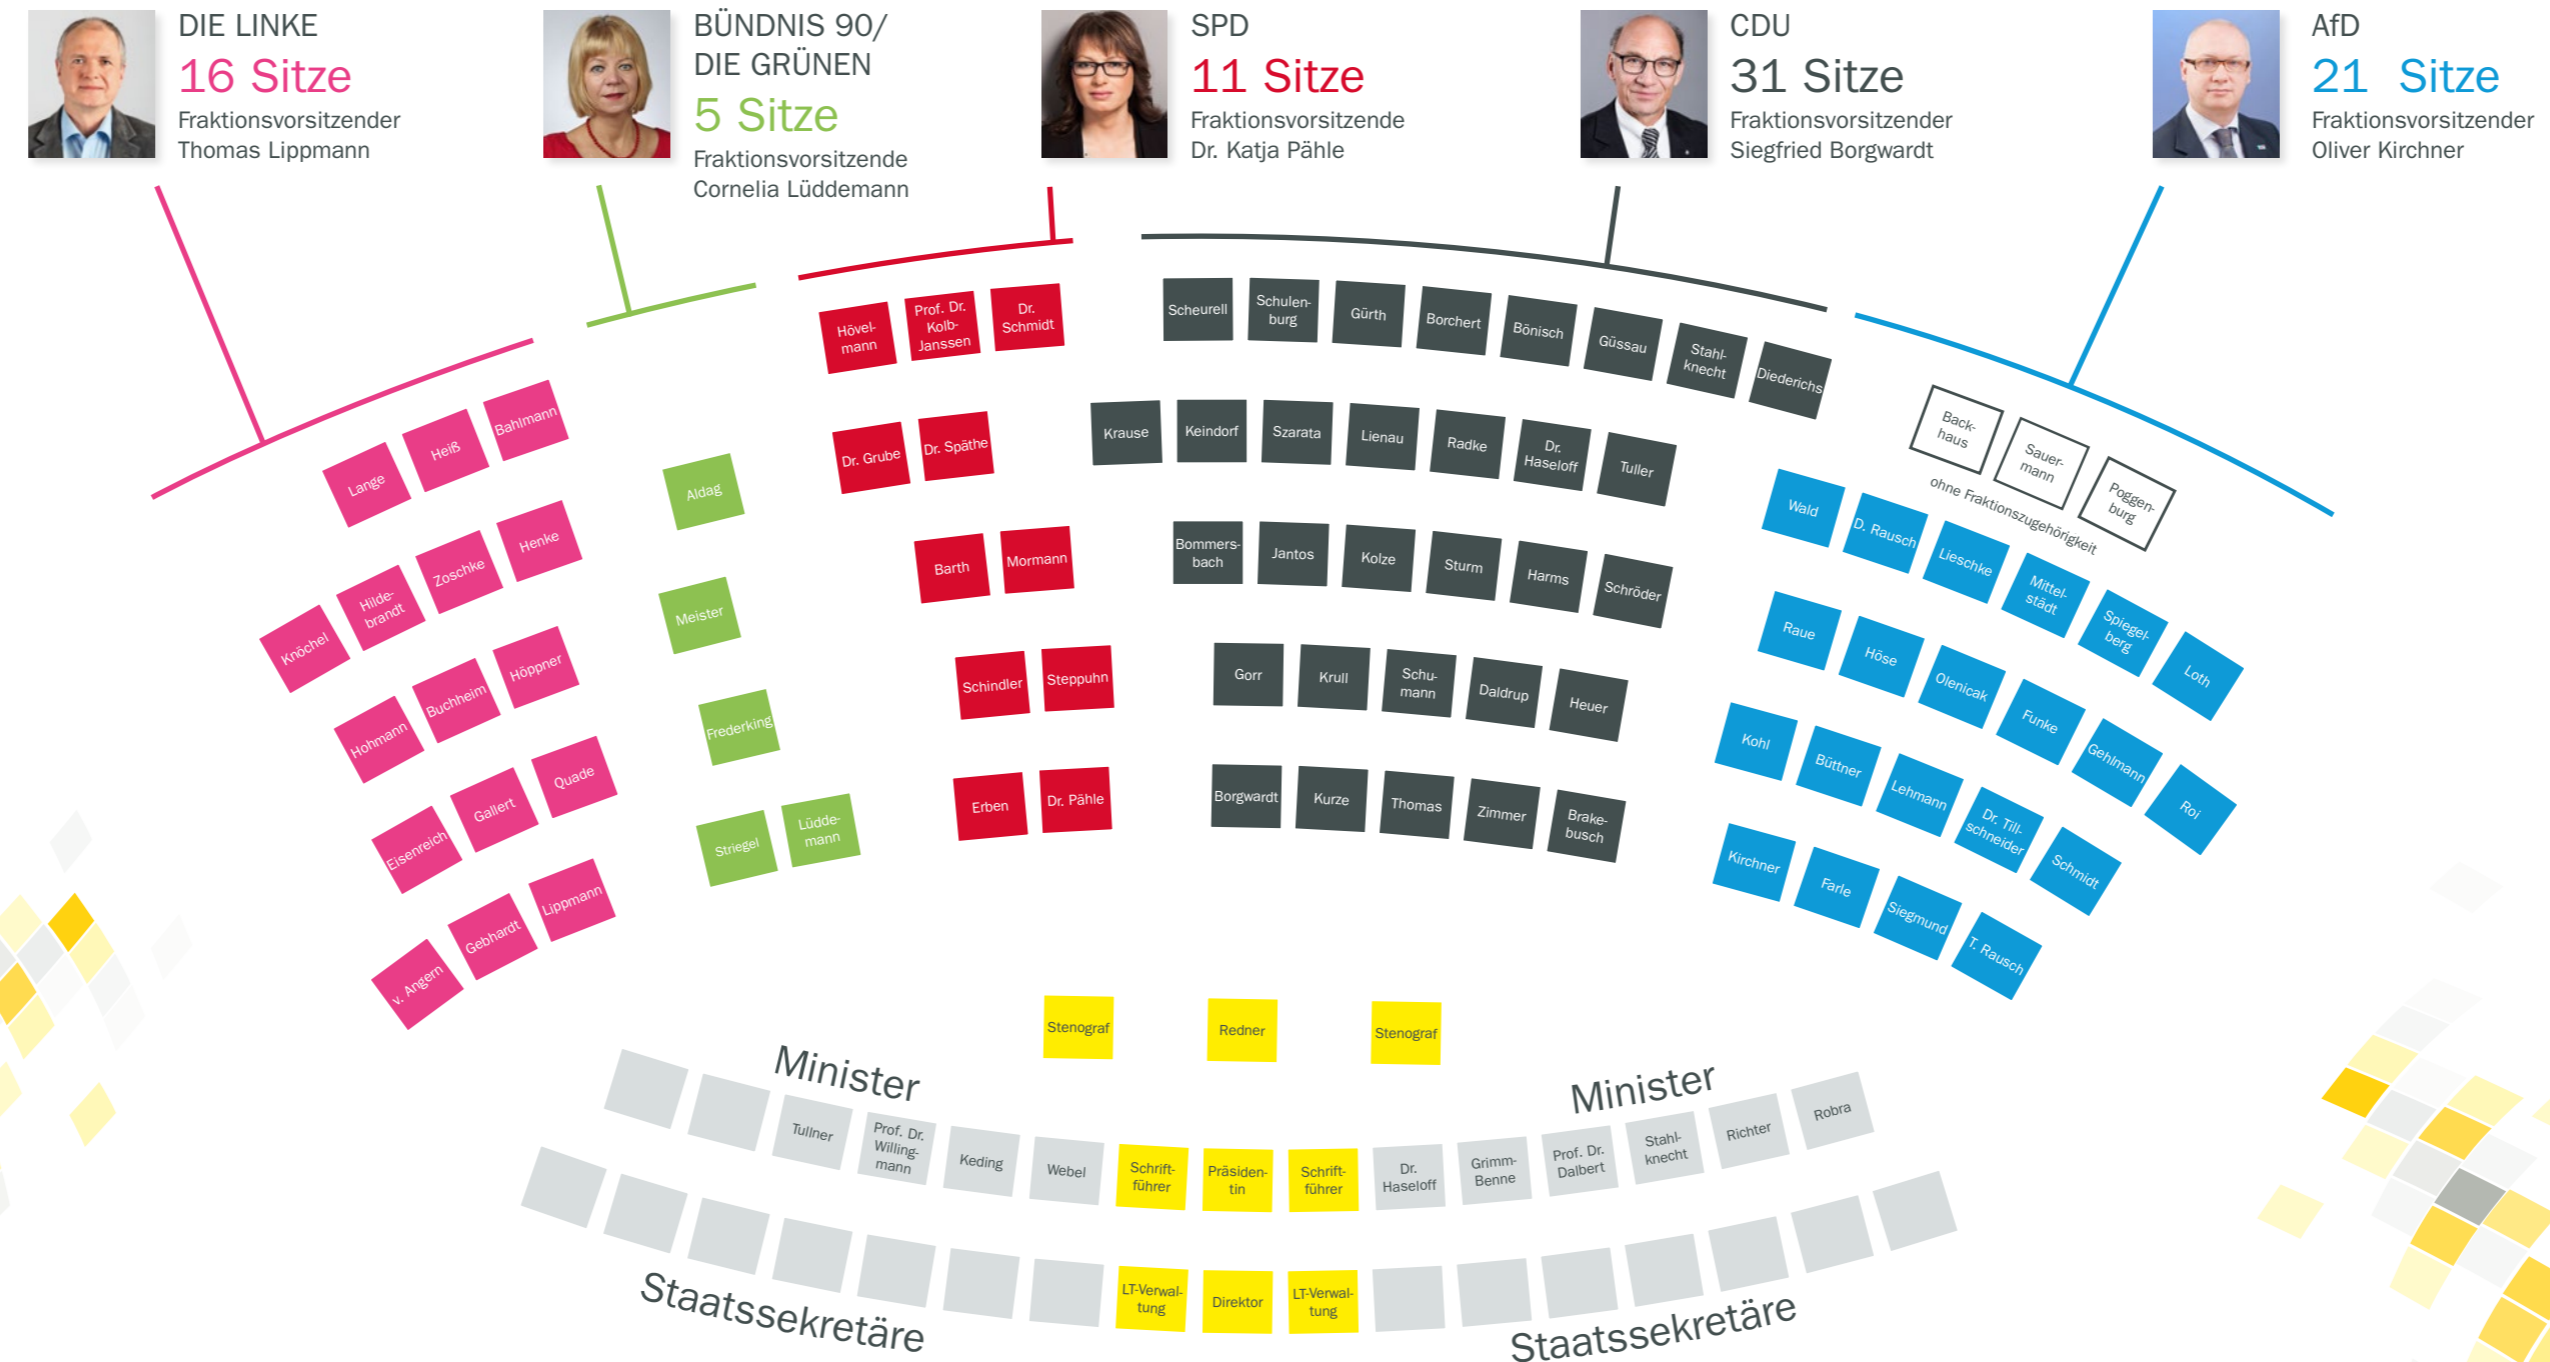 DIE LINKE
16 Sitze
Fraktionsvorsitzender
Thomas Lippmann
BÜNDNIS 90/
DIE GRÜNEN
5 Sitze
Fraktionsvorsitzende
Cornelia Lüddemann
SPD
11 Sitze
Fraktionsvorsitzende
Dr. Katja Pähle
CDU
31 Sitze
Fraktionsvorsitzender
Siegfried Borgwardt
AfD
21 Sitze
Fraktionsvorsitzender
Oliver Kirchner
Lange
Heiß
Bahlmann
Knöchel
Hilde-
brandt
Zoschke
Henke
Hohmann
Buchheim
Höppner
Eisenreich
Gallert
Quade
v. Angern
Gebhardt
Lippmann
Aldag
Meister
Frederking
Striegel
Lüdde-
mann
Hövel-
mann
Prof. Dr.
Kolb-
Janssen
Dr.
Schmidt
Dr. Grube
Dr. Späthe
Barth
Mormann
Schindler
Steppuhn
Erben
Dr. Pähle
Scheurell
Schulen-
burg
Gürth
Borchert
Bönisch
Güssau
Stahl-
knecht
Diederichs
Krause
Keindorf
Szarata
Lienau
Radke
Dr.
Haseloff
Tuller
Bommers-
bach
Jantos
Kolze
Sturm
Harms
Schröder
Gorr
Krull
Schu-
mann
Daldrup
Heuer
Borgwardt
Kurze
Thomas
Zimmer
Brake-
busch
Back-
haus
Sauer-
mann
Poggen-
burg
ohne Fraktionszugehörigkeit
Wald
D. Rausch
Lieschke
Mittel-
städt
Spiegel-
berg
Loth
Raue
Höse
Olenicak
Funke
Gehlmann
Roi
Kohl
Büttner
Lehmann
Dr. Till-
schneider
Schmidt
Kirchner
Farle
Siegmund
T. Rausch
Stenograf
Redner
Stenograf
Minister
Minister
Tullner
Prof. Dr.
Willing-
mann
Keding
Webel
Schrift-
führer
Präsiden-
tin
Schrift-
führer
Dr.
Haseloff
Grimm-
Benne
Prof. Dr.
Dalbert
Stahl-
knecht
Richter
Robra
LT-Verwal-
tung
Direktor
LT-Verwal-
tung
Staatssekretäre
Staatssekretäre